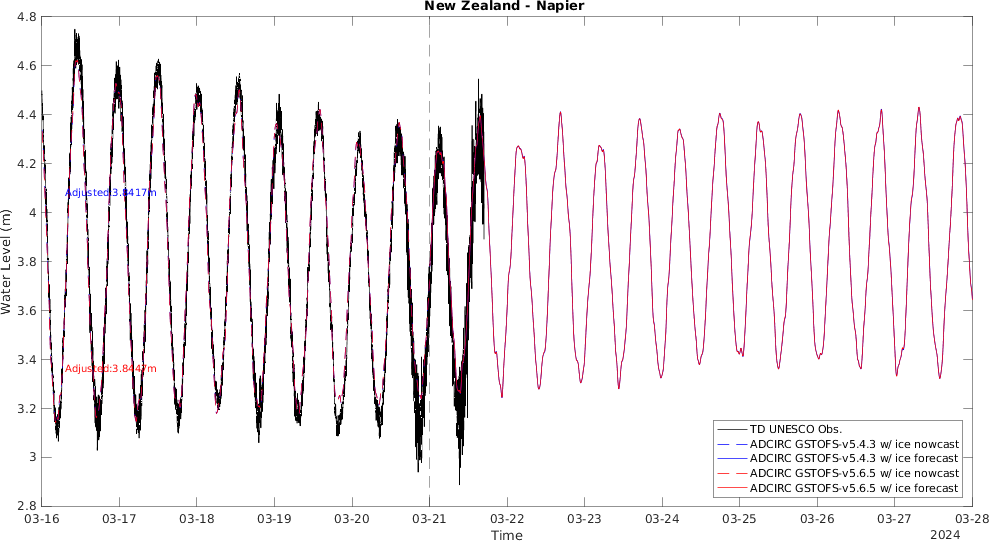 New Zealand - Napier
4.8
4.6
4.4
4.2
4
3.8
3.6
3.4
3.2
3
2.8
Water Level (m)
Adjusted:3.8417m
Adjusted:3.8447m
TD UNESCO Obs.
ADCIRC GSTOFS-v5.4.3 w/ ice nowcast
ADCIRC GSTOFS-v5.4.3 w/ ice forecast
ADCIRC GSTOFS-v5.6.5 w/ ice nowcast
ADCIRC GSTOFS-v5.6.5 w/ ice forecast
03-16 03-17 03-18 03-19 03-20 03-21 03-22 03-23 03-24 03-25 03-26 03-27 03-28
Time
2024